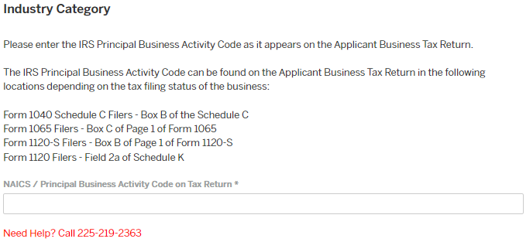 Industry Category
Please enter the IRS Principal Business Activity Code as it appears on the Applicant Business Tax Return.
The IRS Principal Business Activity Code can be found on the Applicant Business Tax Return in the following
locations depending on the tax filing status of the business:
Form 1040 Schedule C Filers - Box B of the Schedule C
Form 1065 Filers - Box C of Page 1 of Form 1065
Form 1120-S Filers - Box B of Page 1 of Form 1120-S
Form 1120 Filers - Field 2a of Schedule K
NAICS / Principal Business Activity Code on Tax Return *
Need Help? Call 225-219-2363